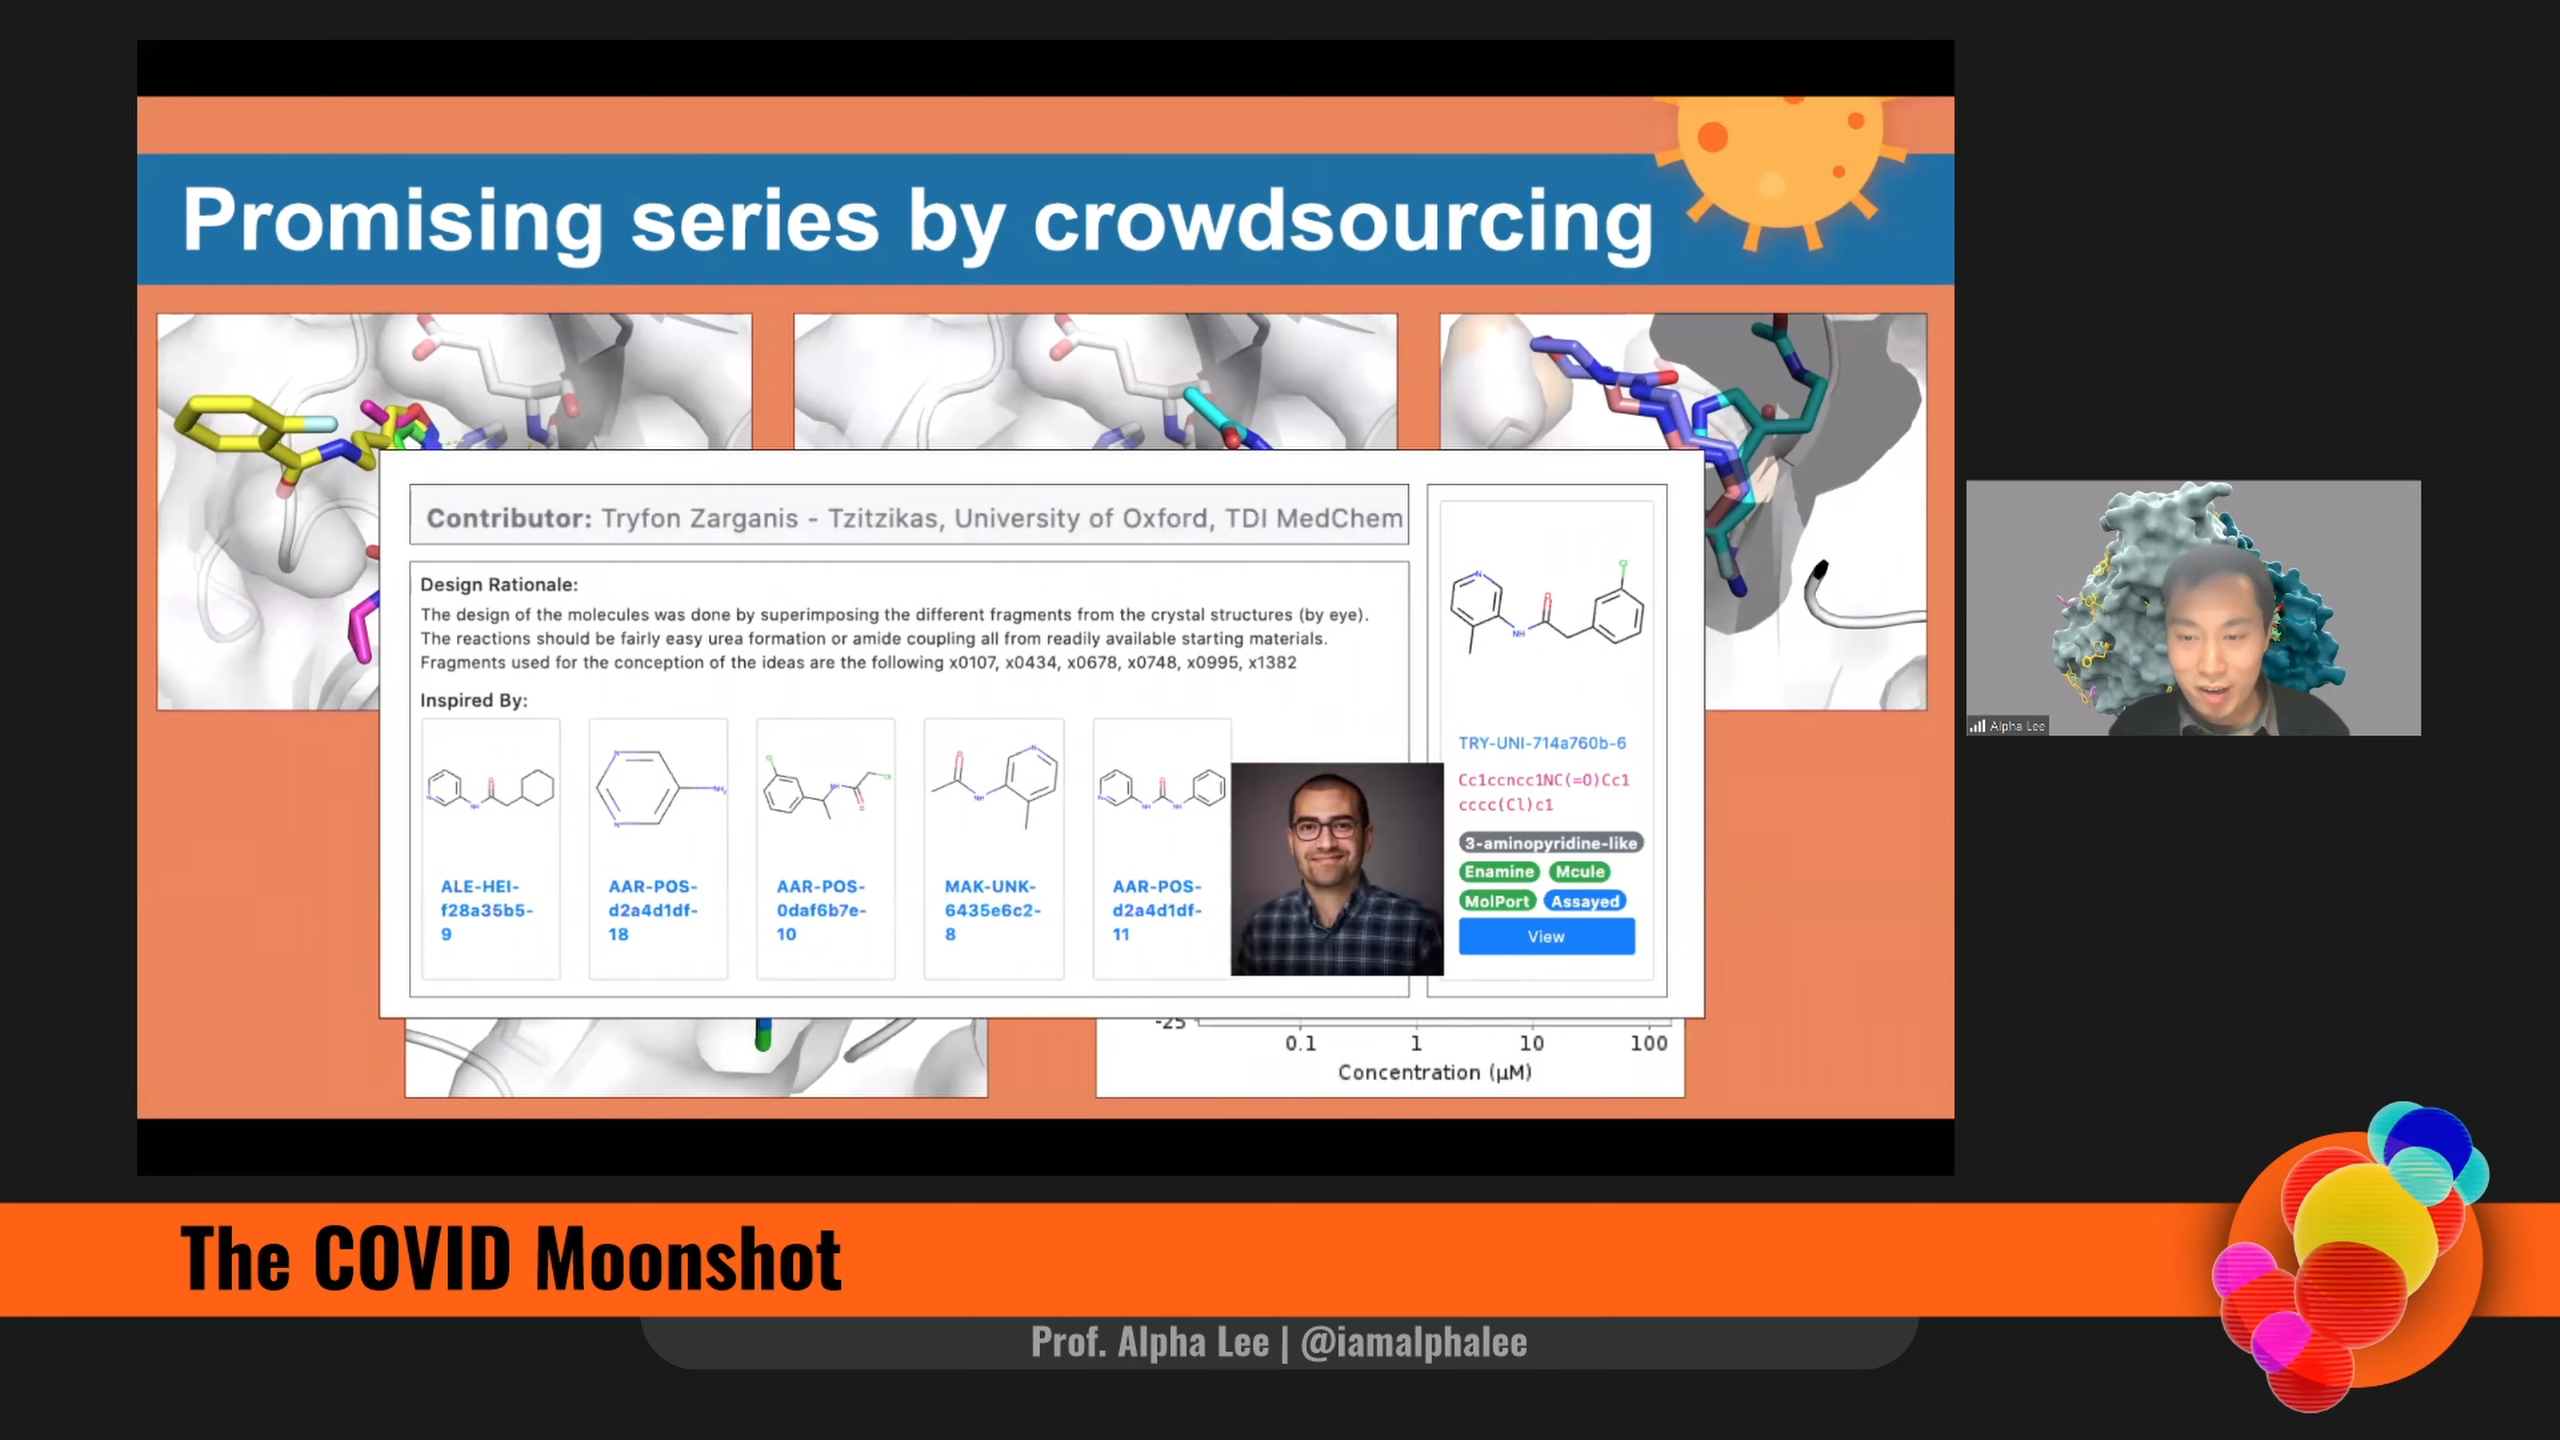 Promising series by crowdsourcing
Contributor: Tryfon Zarganis - Tzitzikas, University of Oxford, TDI MedChem
Design Rationale:
The design of the molecules was done by superimposing the different fragments from the crystal structures (by eye).
The reactions should be fairly easy urea formation or amide coupling all from readily available starting materials.
Fragments used for the conception of the ideas are the following x0107, x0434, x0678, x0748, x0995, x1382
Inspired By:
ALE-HEI-
f28a35b5-
9
AAR-POS-
d2a4d1df-
18
AAR-POS-
0daf6b7e-
10
MAK-UNK-
6435e6c2-
8
AAR-POS-
d2a4d1df-
11
TRY-UNI-714a760b-6
Cc1ccncc1NC(=O)Cc1
cccc(Cl)c1
3-aminopyridine-like
Enamine Mcule
MolPort Assayed
View
-25
0.1 1 10 100
Concentration (μM)
Alpha Lee
The COVID Moonshot
Prof. Alpha Lee | @iamalphalee